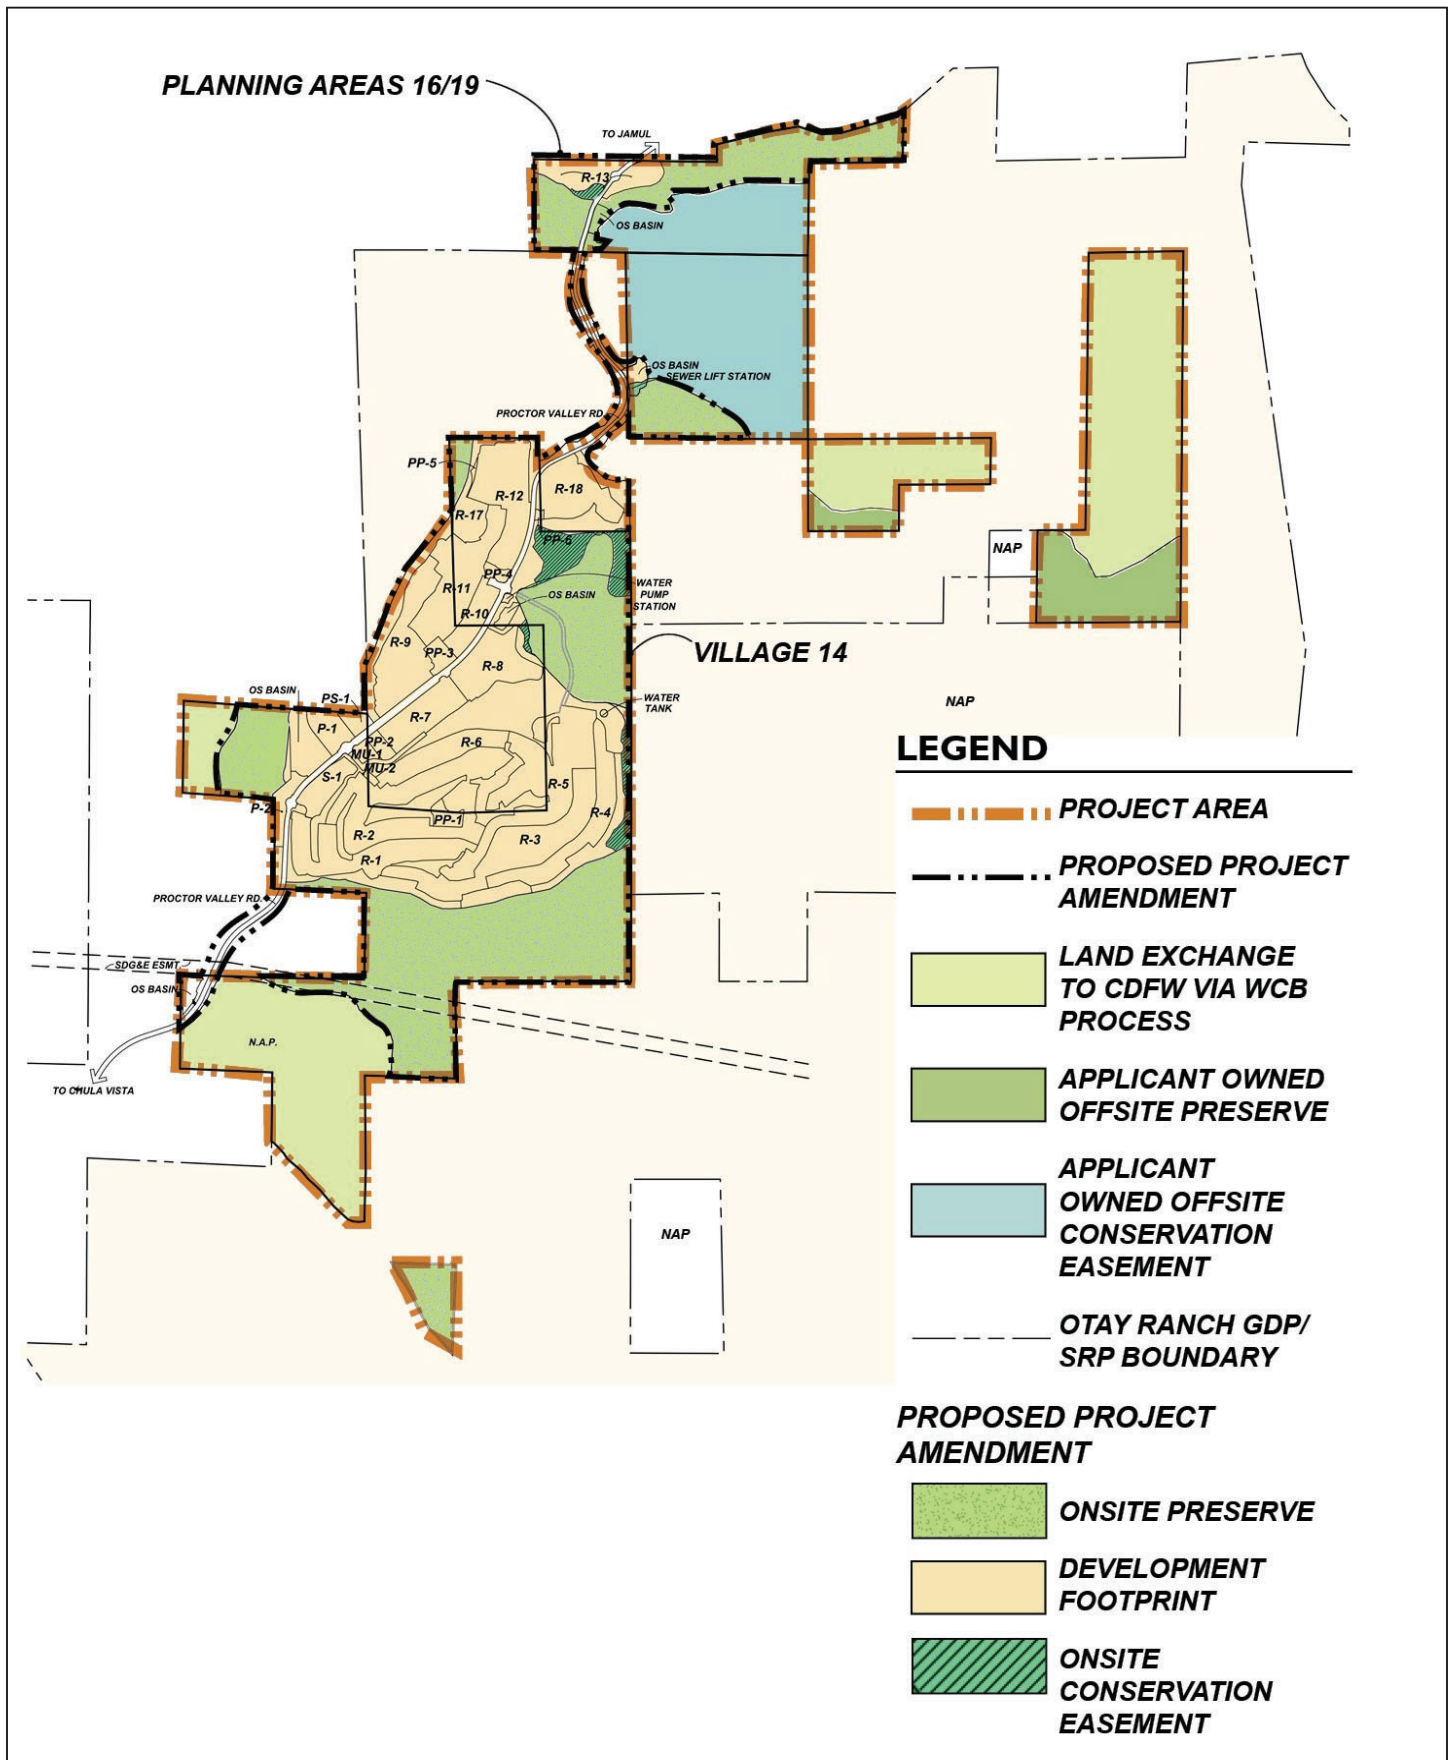 PLANNING AREAS 16/19
TO JAMUL
R-13
OS BASIN
OS BASIN
SEWER LIFT STATION
PROCTOR VALLEY RD.
PP-5
R-12
R-18
R-17
PP-6
NAP
PP-4
R-11
WATER
PUMP
STATION
OS BASIN
R-10
R-9
PP-3
R-8
VILLAGE 14
OS BASIN
PS-1
WATER
TANK
NAP
P-1
R-7
PP-2
R-6
MU-1
MU-2
S-1
R-5
P-2
R-4
PP-1
R-2
R-3
R-1
PROCTOR VALLEY RD.
SDG&E ESMT
OS BASIN
N.A.P.
TO CHULA VISTA
NAP
LEGEND
PROJECT AREA
PROPOSED PROJECT
AMENDMENT
LAND EXCHANGE
TO CDFW VIA WCB
PROCESS
APPLICANT OWNED
OFFSITE PRESERVE
APPLICANT
OWNED OFFSITE
CONSERVATION
EASEMENT
OTAY RANCH GDP/
SRP BOUNDARY
PROPOSED PROJECT
AMENDMENT
ONSITE PRESERVE
DEVELOPMENT
FOOTPRINT
ONSITE
CONSERVATION
EASEMENT